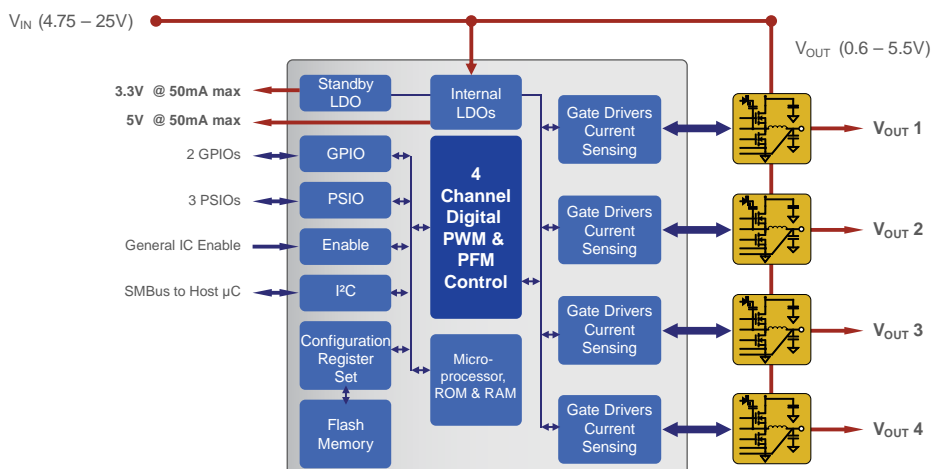 VIN (4.75 – 25V)
VOUT (0.6 – 5.5V)
3.3V @ 50mA max
5V @ 50mA max
2 GPIOs
3 PSIOs
General IC Enable
SMBus to Host µC
Standby
LDO
GPIO
PSIO
Enable
I²C
Configuration
Register
Set
Flash
Memory
Internal
LDOs
4
Channel
Digital
PWM &
PFM
Control
Micro-
processor,
ROM & RAM
Gate Drivers
Current
Sensing
Gate Drivers
Current
Sensing
Gate Drivers
Current
Sensing
Gate Drivers
Current
Sensing
VOUT 1
VOUT 2
VOUT 3
VOUT 4